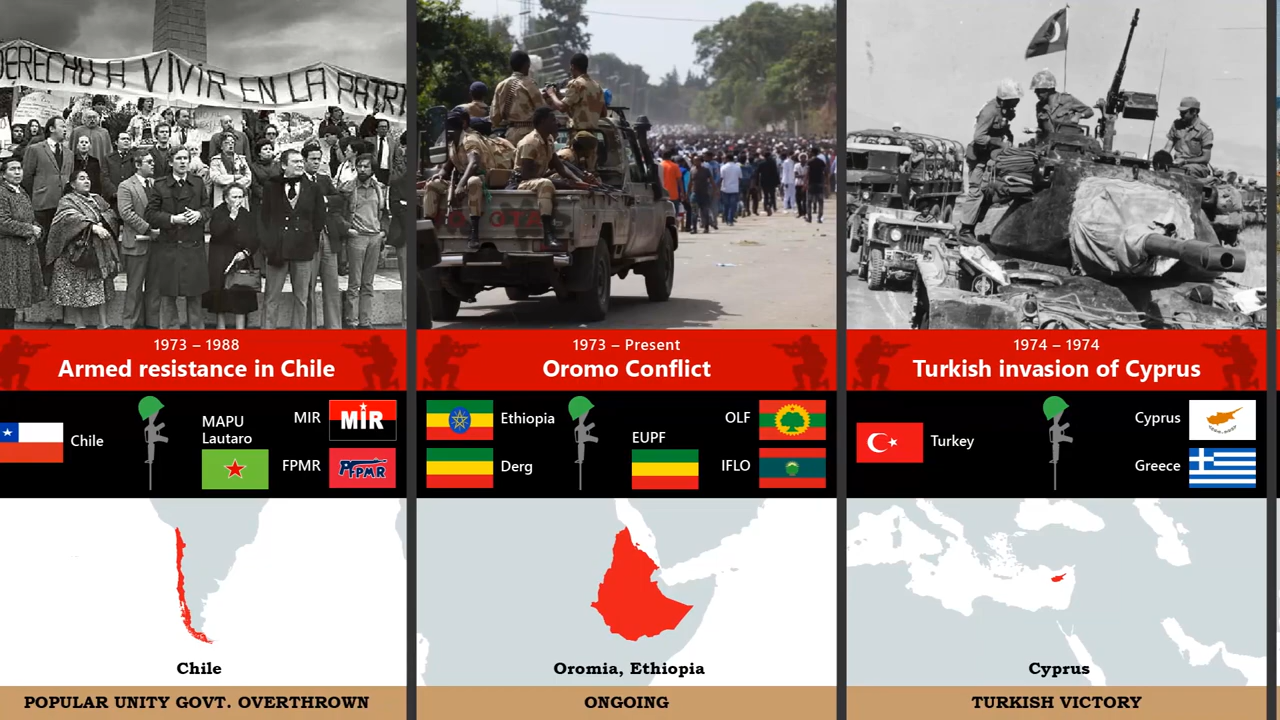 DERECHO A VIVIR EN LA PATRI
1973 – 1988
Armed resistance in Chile
Chile
MAPU
Lautaro
MIR
MIR
FPMR
FPMR
Chile
POPULAR UNITY GOVT. OVERTHROWN
TOYOTA
1973 – Present
Oromo Conflict
Ethiopia
Derg
EUPF
OLF
IFLO
Oromia, Ethiopia
ONGOING
1974 – 1974
Turkish invasion of Cyprus
Turkey
Cyprus
Greece
Cyprus
TURKISH VICTORY